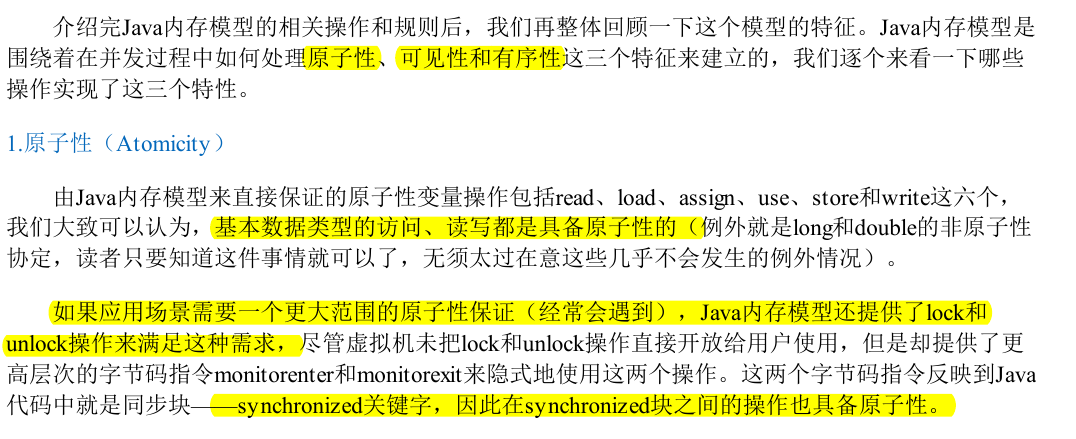 介绍完Java内存模型的相关操作和规则后，我们再整体回顾一下这个模型的特征。Java内存模型是
围绕着在并发过程中如何处理原子性、可见性和有序性这三个特征来建立的，我们逐个来看一下哪些
操作实现了这三个特性。
1.原子性（Atomicity）
由Java内存模型来直接保证的原子性变量操作包括read、load、assign、use、store和write这六个，
我们大致可以认为，基本数据类型的访问、读写都是具备原子性的（例外就是long和double的非原子性
协定，读者只要知道这件事情就可以了，无须太过在意这些几乎不会发生的例外情况）。
如果应用场景需要一个更大范围的原子性保证（经常会遇到），Java内存模型还提供了lock和
unlock操作来满足这种需求，尽管虚拟机未把lock和unlock操作直接开放给用户使用，但是却提供了更
高层次的字节码指令monitorenter和monitorexit来隐式地使用这两个操作。这两个字节码指令反映到Java
代码中就是同步块——synchronized关键字，因此在synchronized块之间的操作也具备原子性。